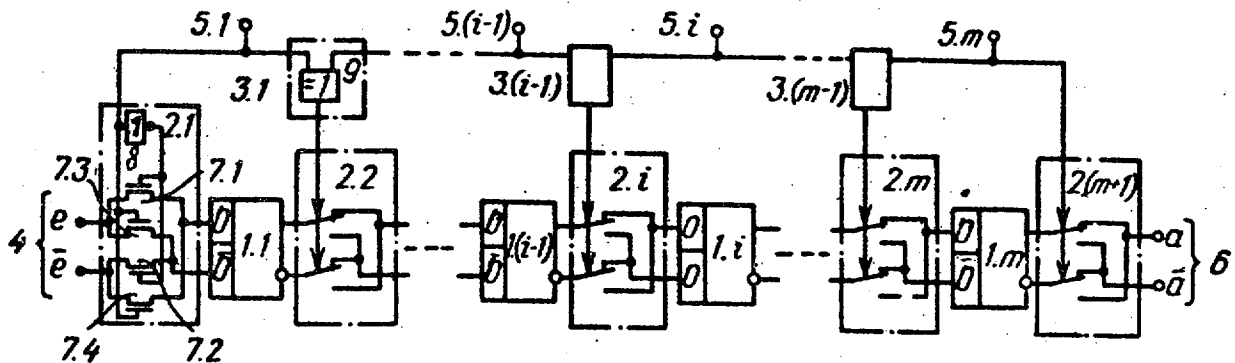 5.1 5.(i-1) 5.i 5.m
3.1 =1 9 3.(i-1) 3.(m-1)
1 2.1
8
7.3 7.1 2.2 2.i 2.m 2(m+1)
4 e D 1.1 D 1.(i-1) D 1.i D 1.m a 6
ē D̄ D̄ D D̄ ā
7.4 7.2